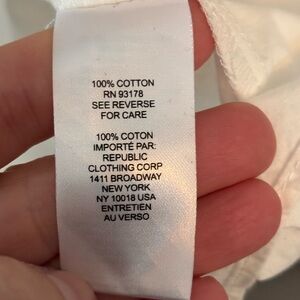 100% COTTON
RN 93178
SEE REVERSE
FOR CARE
100% COTON
IMPORTÉ PAR:
REPUBLIC
CLOTHING CORP
1411 BROADWAY
NEW YORK
NY 10018 USA
ENTRETIEN
AU VERSO